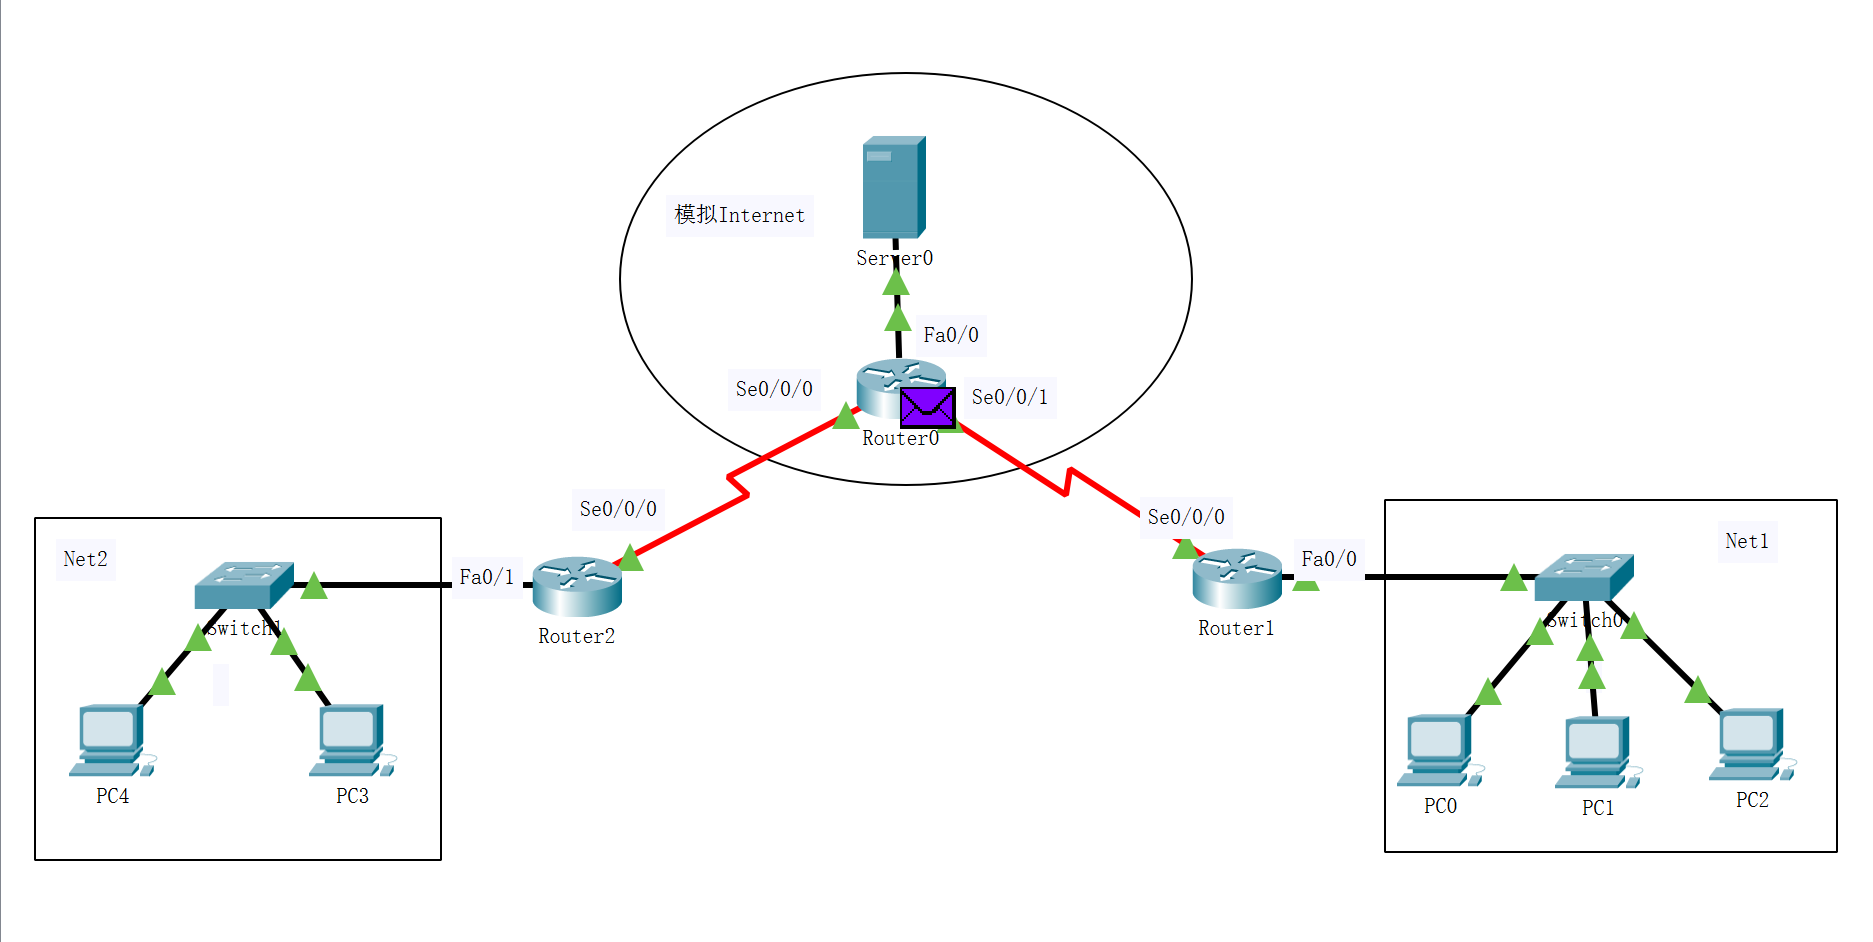 模拟Internet
Server0
Fa0/0
Se0/0/0
Se0/0/1
Router0
Se0/0/0
Se0/0/0
Net2
Fa0/1
Fa0/0
Net1
Switch1
Router2
Router1
Switch0
PC4
PC3
PC0
PC1
PC2